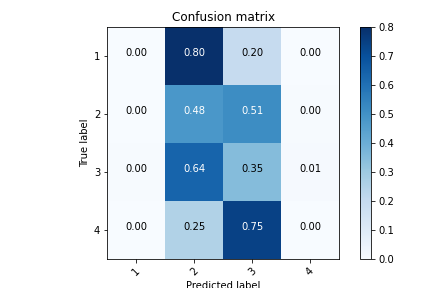 Confusion matrix
0.8
1 0.00 0.80 0.20 0.00
0.7
0.6
2 0.00 0.48 0.51 0.00
0.5
True label
0.4
3 0.00 0.64 0.35 0.01
0.3
0.2
4 0.00 0.25 0.75 0.00
0.1
0.0
1 2 3 4
Predicted label